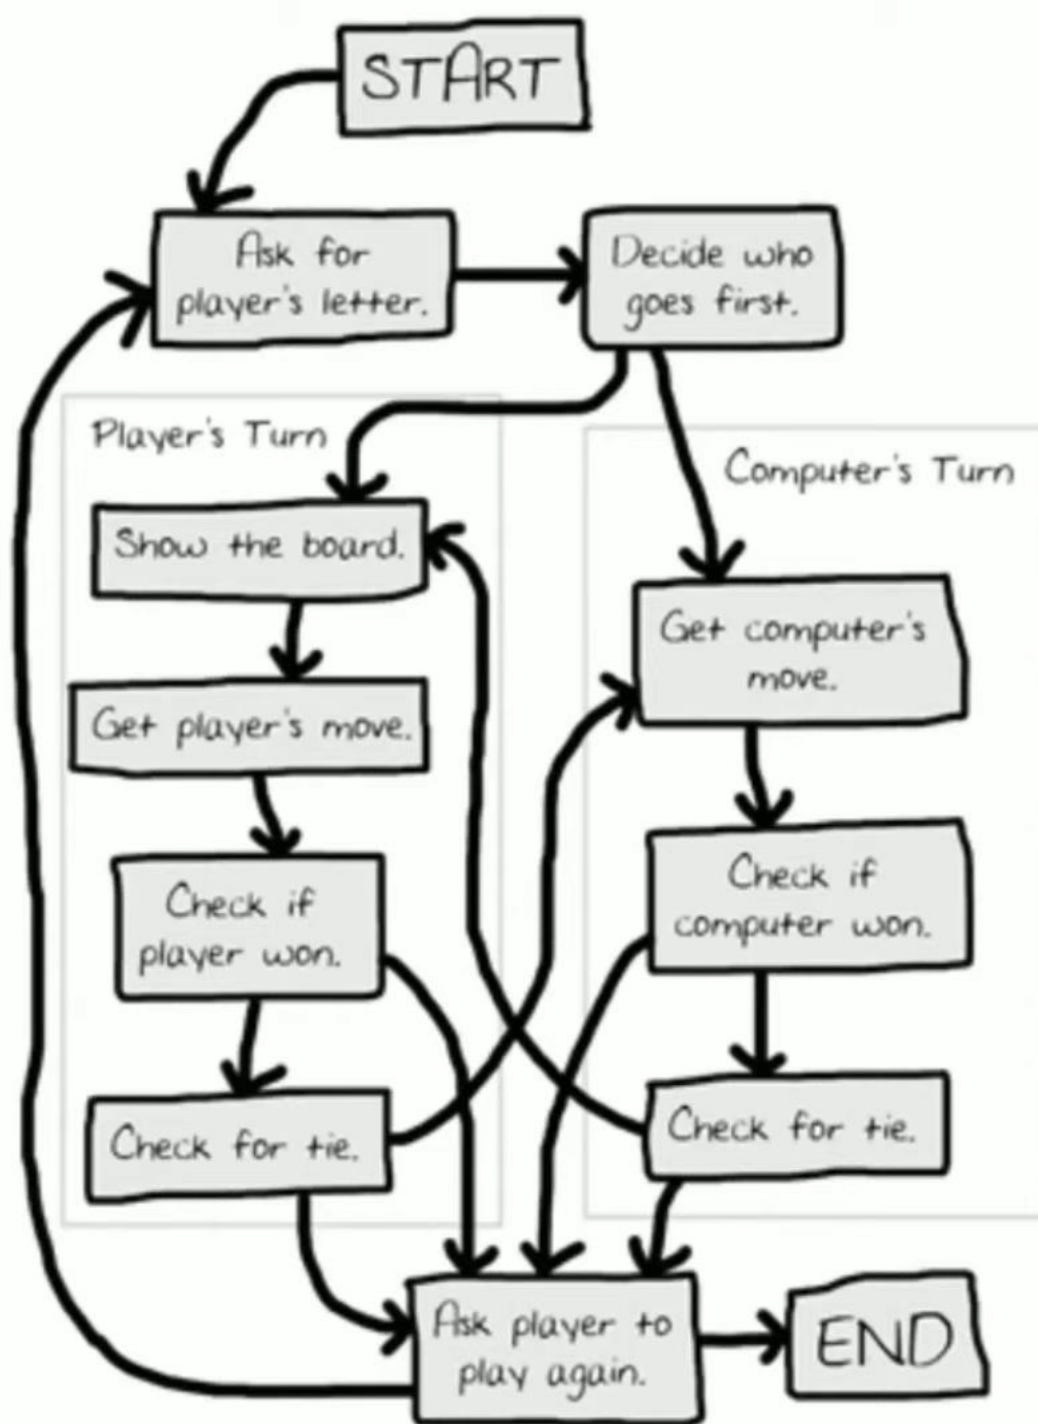 START
Ask for
player's letter.
Decide who
goes first.
Player's Turn
Computer's Turn
Show the board.
Get computer's
move.
Get player's move.
Check if
player won.
Check if
computer won.
Check for tie.
Check for tie.
Ask player to
play again.
END